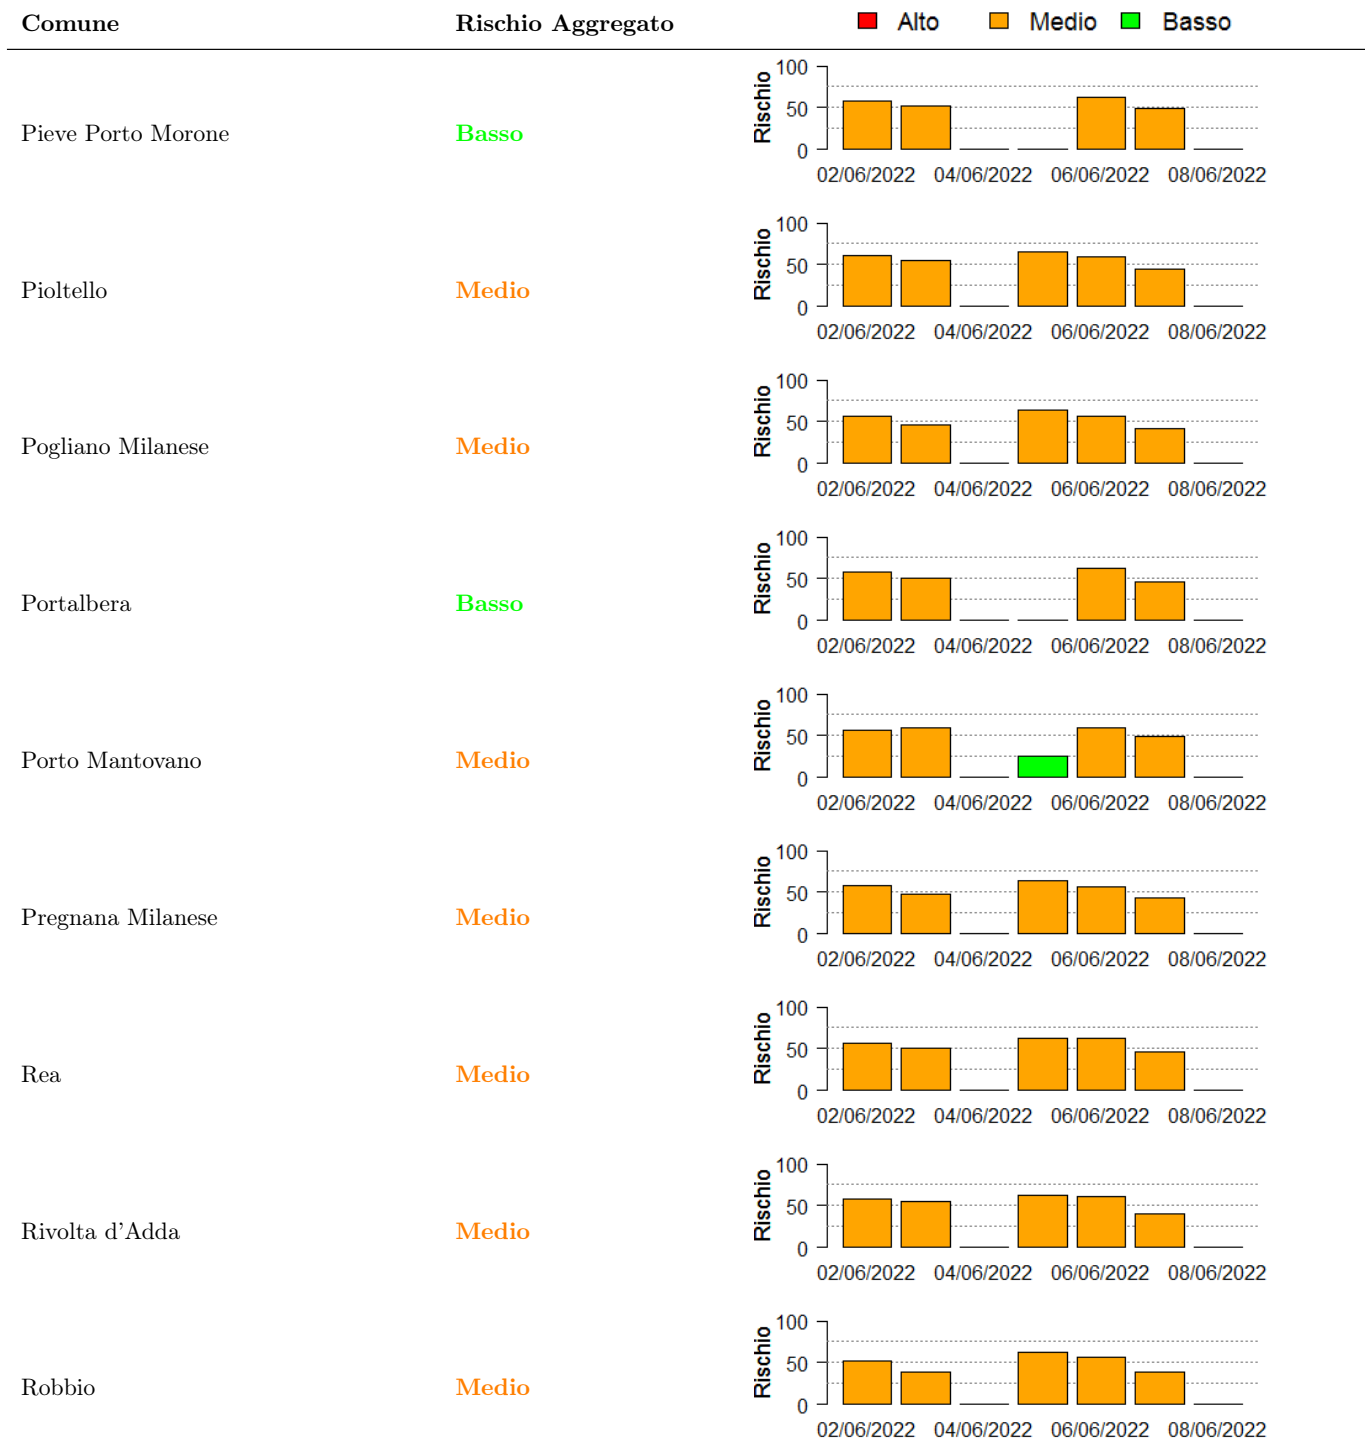 Comune Rischio Aggregato Alto Medio Basso
Pieve Porto Morone Basso Rischio 100 50 0
02/06/2022 04/06/2022 06/06/2022 08/06/2022
Pioltello Medio Rischio 100 50 0
02/06/2022 04/06/2022 06/06/2022 08/06/2022
Pogliano Milanese Medio Rischio 100 50 0
02/06/2022 04/06/2022 06/06/2022 08/06/2022
Portalbera Basso Rischio 100 50 0
02/06/2022 04/06/2022 06/06/2022 08/06/2022
Porto Mantovano Medio Rischio 100 50 0
02/06/2022 04/06/2022 06/06/2022 08/06/2022
Pregnana Milanese Medio Rischio 100 50 0
02/06/2022 04/06/2022 06/06/2022 08/06/2022
Rea Medio Rischio 100 50 0
02/06/2022 04/06/2022 06/06/2022 08/06/2022
Rivolta d'Adda Medio Rischio 100 50 0
02/06/2022 04/06/2022 06/06/2022 08/06/2022
Robbio Medio Rischio 100 50 0
02/06/2022 04/06/2022 06/06/2022 08/06/2022